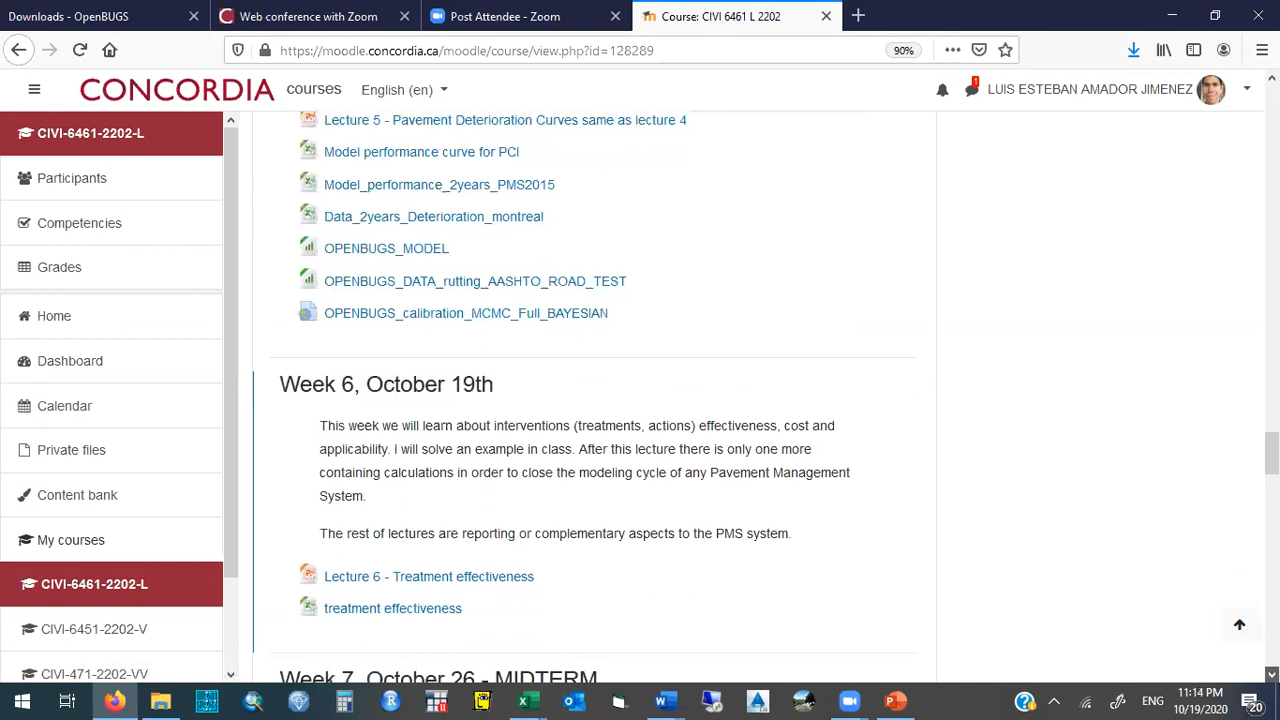 Downloads - OpenBUGS
Web conference with Zoom
Post Attendee - Zoom
Course: CIVI 6461 L 2202
https://moodle.concordia.ca/moodle/course/view.php?id=128289
90%
CONCORDIA
courses
English (en)
1
LUIS ESTEBAN AMADOR JIMENEZ
CIVI-6461-2202-L
Participants
Competencies
Grades
Home
Dashboard
Calendar
Private files
Content bank
My courses
CIVI-6461-2202-L
CIVI-6451-2202-V
CIVI-471-2202-VV
Lecture 5 - Pavement Deterioration Curves same as lecture 4
Model performance curve for PCI
Model_performance_2years_PMS2015
Data_2years_Deterioration_montreal
OPENBUGS_MODEL
OPENBUGS_DATA_rutting_AASHTO_ROAD_TEST
OPENBUGS_calibration_MCMC_Full_BAYESIAN
Week 6, October 19th
This week we will learn about interventions (treatments, actions) effectiveness, cost and
applicability. I will solve an example in class. After this lecture there is only one more
containing calculations in order to close the modeling cycle of any Pavement Management
System.
The rest of lectures are reporting or complementary aspects to the PMS system.
Lecture 6 - Treatment effectiveness
treatment effectiveness
Week 7, October 26 - MIDTERM
ENG
11:14 PM
10/19/2020
20